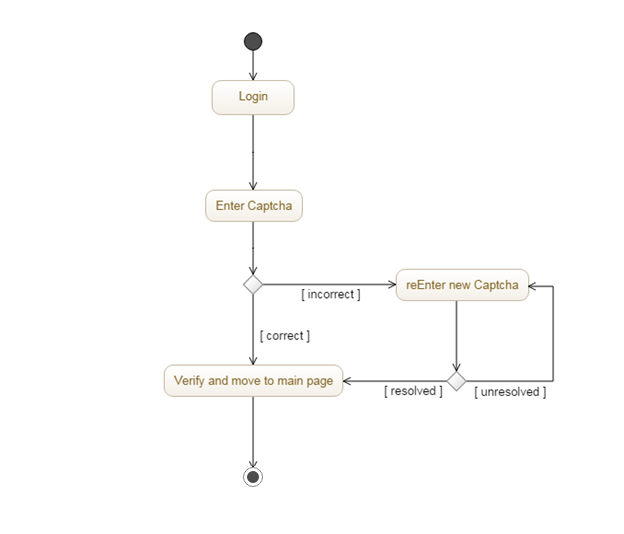 Login
Enter Captcha
[ incorrect ]
reEnter new Captcha
[ correct ]
Verify and move to main page
[ resolved ]
[ unresolved ]